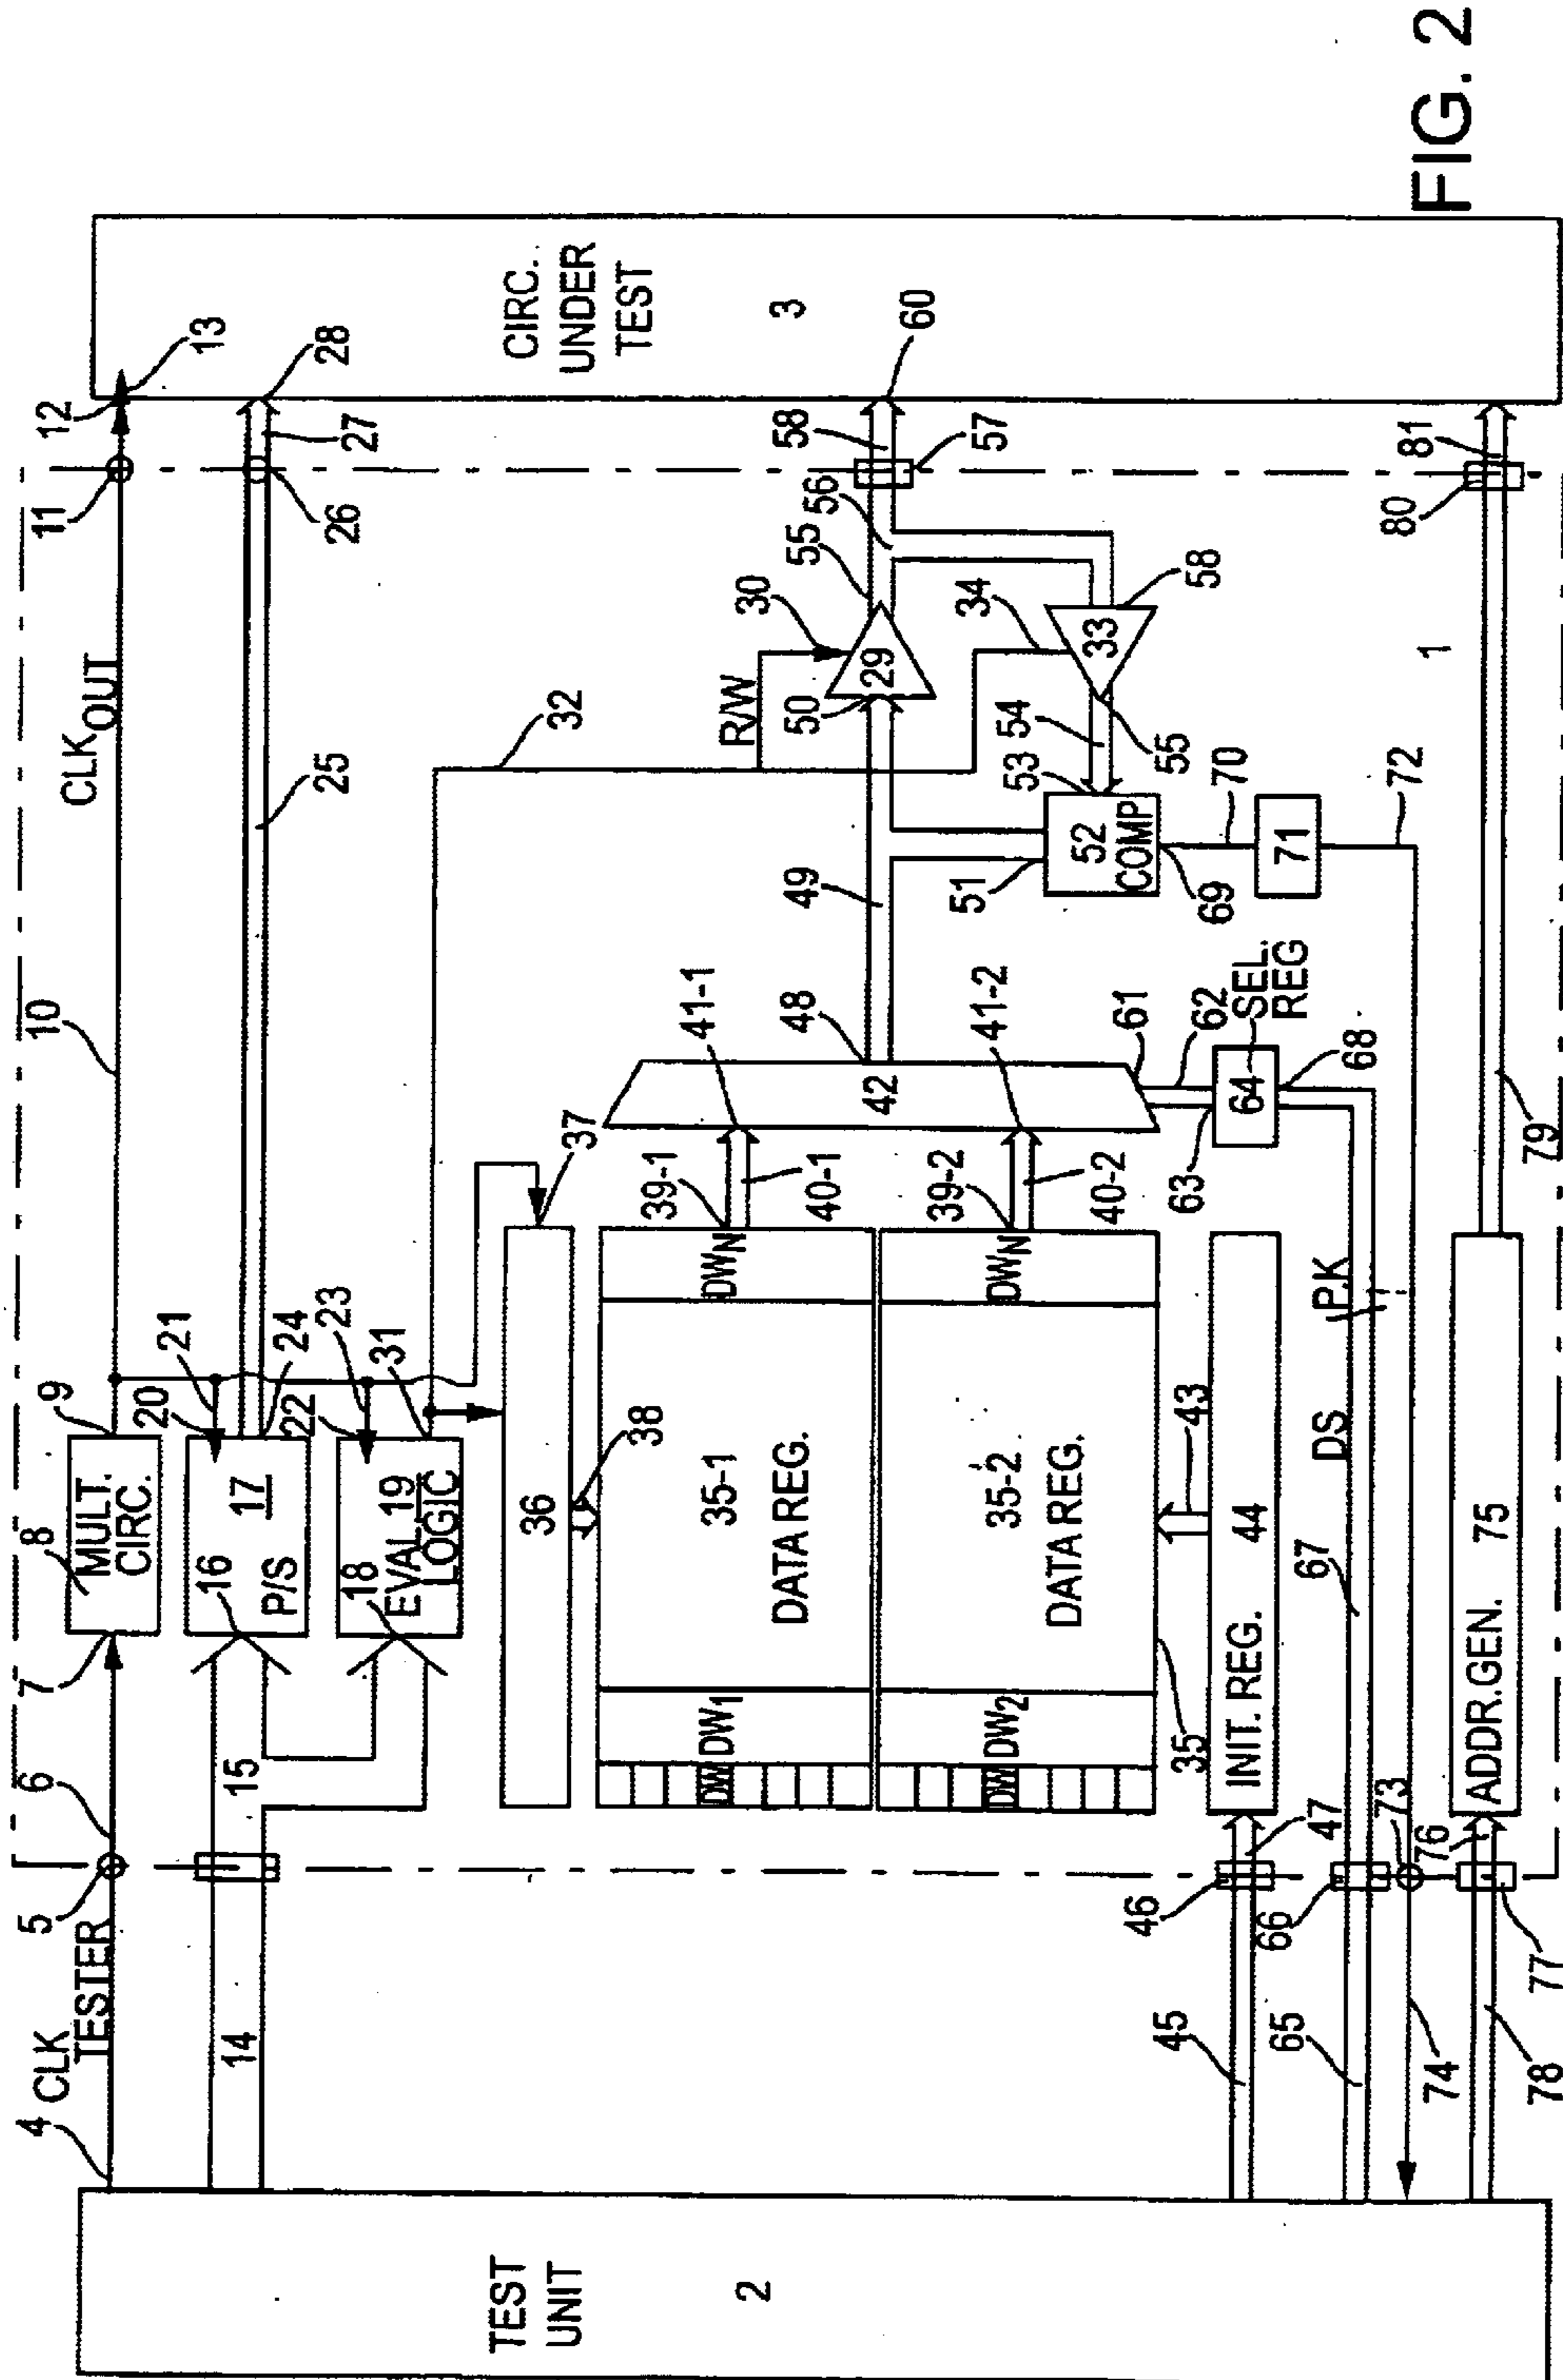 FIG. 2
TEST
UNIT
2
4
CLK
TESTER
5
6
7
8
MULT.
CIRC.
9
10
CLK OUT
11
12
13
14
15
16
P/S
17
18
EVAL.
19
LOGIC
20
21
22
23
24
25
26
27
28
31
32
R/W
30
29
50
55
56
57
58
60
CIRC.
UNDER
TEST
3
36
37
38
DW
DW1
35-1
DATA REG.
DWN
39-1
40-1
41-1
DW
DW2
35-2
DATA REG.
DWN
39-2
40-2
41-2
35
42
48
49
51
52
COMP
53
54
55
33
34
58
69
70
71
72
61
62
63
64
SEL.
REG
68
43
INIT. REG.
44
45
46
47
65
66
67
DS
P.K
73
74
ADDR.GEN.
75
76
77
78
79
80
81
1